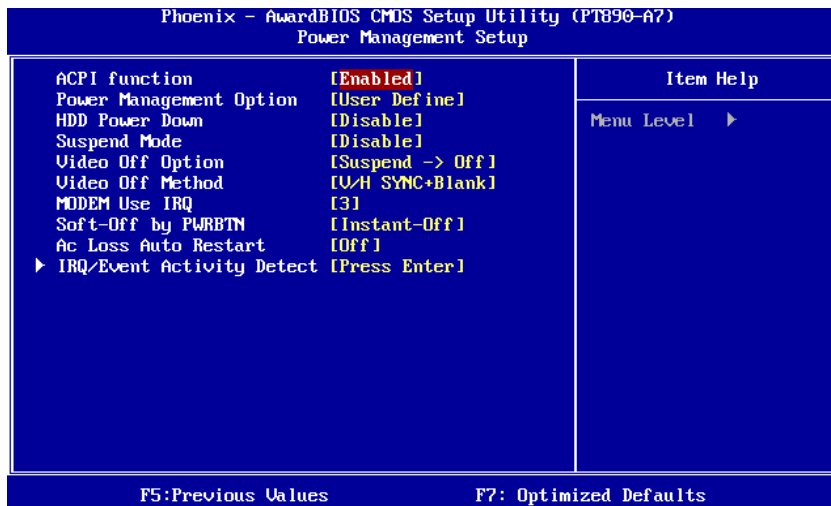 Phoenix - AwardBIOS CMOS Setup Utility (PT890-A7)
Power Management Setup
ACPI function [Enabled]
Power Management Option [User Define]
HDD Power Down [Disable]
Suspend Mode [Disable]
Video Off Option [Suspend -> Off]
Video Off Method [V/H SYNC+Blank]
MODEM Use IRQ [3]
Soft-Off by PWRBTN [Instant-Off]
Ac Loss Auto Restart [Off]
IRQ/Event Activity Detect [Press Enter]
Item Help
Menu Level
F5:Previous Values F7: Optimized Defaults